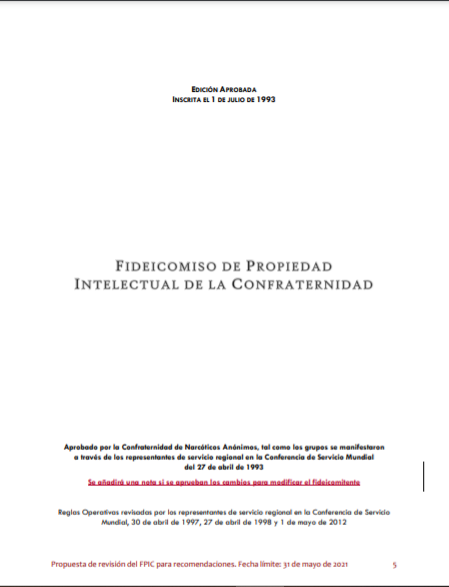 Edición Aprobada
Inscrita el 1 de julio de 1993
Fideicomiso de Propiedad
Intelectual de la Confraternidad
Aprobado por la Confraternidad de Narcóticos Anónimos, tal como los grupos se manifestaron
a través de los representantes de servicio regional en la Conferencia de Servicio Mundial
del 27 de abril de 1993
Se añadirá una nota si se aprueban los cambios para modificar el fideicomitente
Reglas Operativas revisadas por los representantes de servicio regional en la Conferencia de Servicio
Mundial, 30 de abril de 1997, 27 de abril de 1998 y 1 de mayo de 2012
Propuesta de revisión del FPIC para recomendaciones. Fecha límite: 31 de mayo de 2021 5